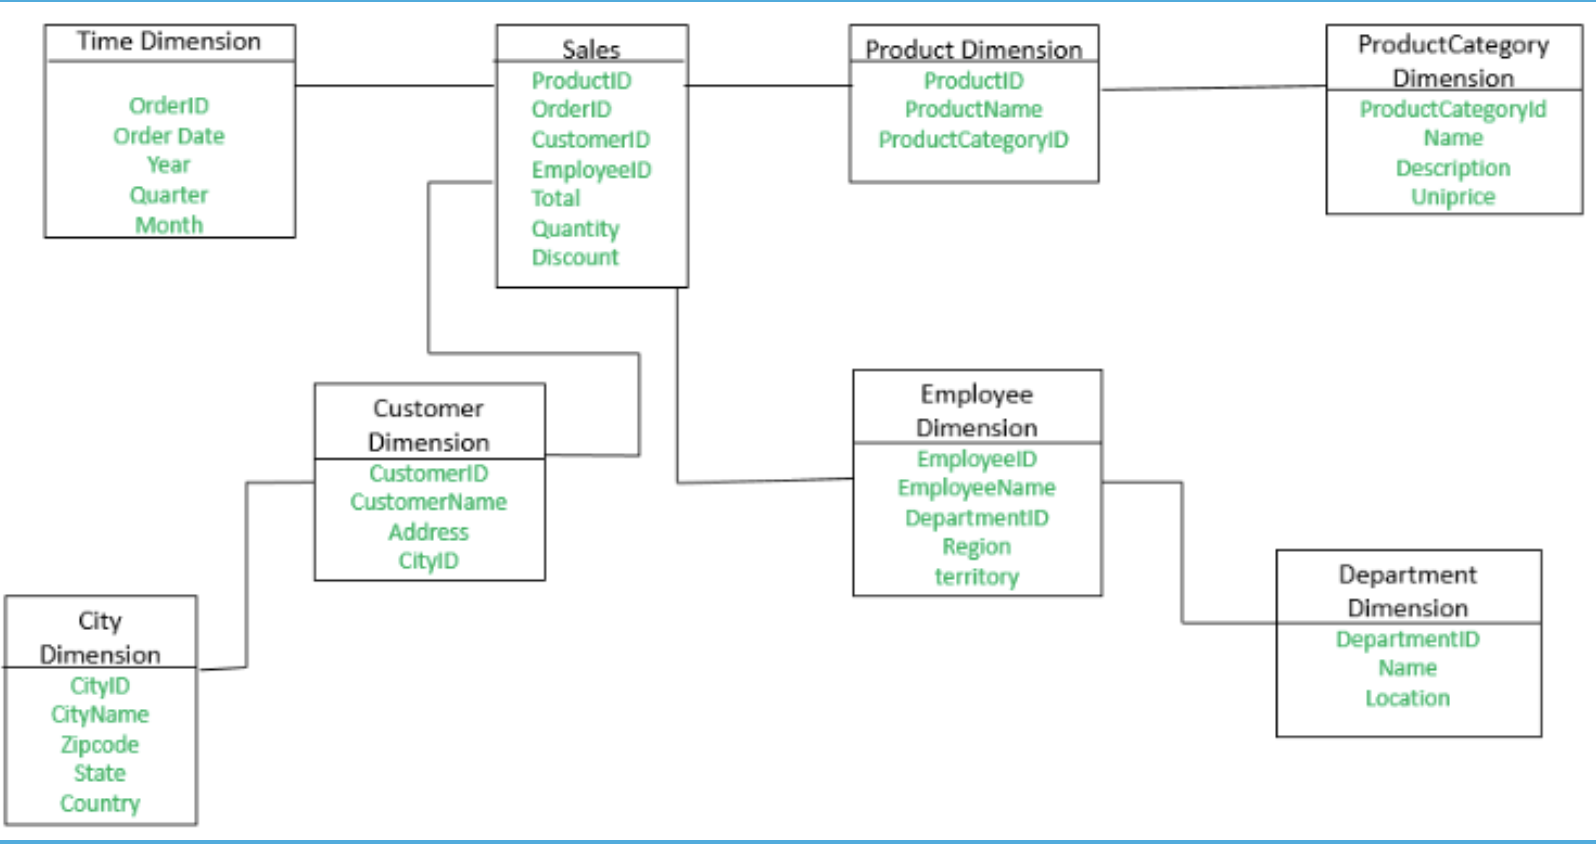 Time Dimension
OrderID
Order Date
Year
Quarter
Month
Sales
ProductID
OrderID
CustomerID
EmployeeID
Total
Quantity
Discount
Product Dimension
ProductID
ProductName
ProductCategoryID
ProductCategory
Dimension
ProductCategoryId
Name
Description
Uniprice
Customer
Dimension
CustomerID
CustomerName
Address
CityID
Employee
Dimension
EmployeeID
EmployeeName
DepartmentID
Region
territory
City
Dimension
CityID
CityName
Zipcode
State
Country
Department
Dimension
DepartmentID
Name
Location